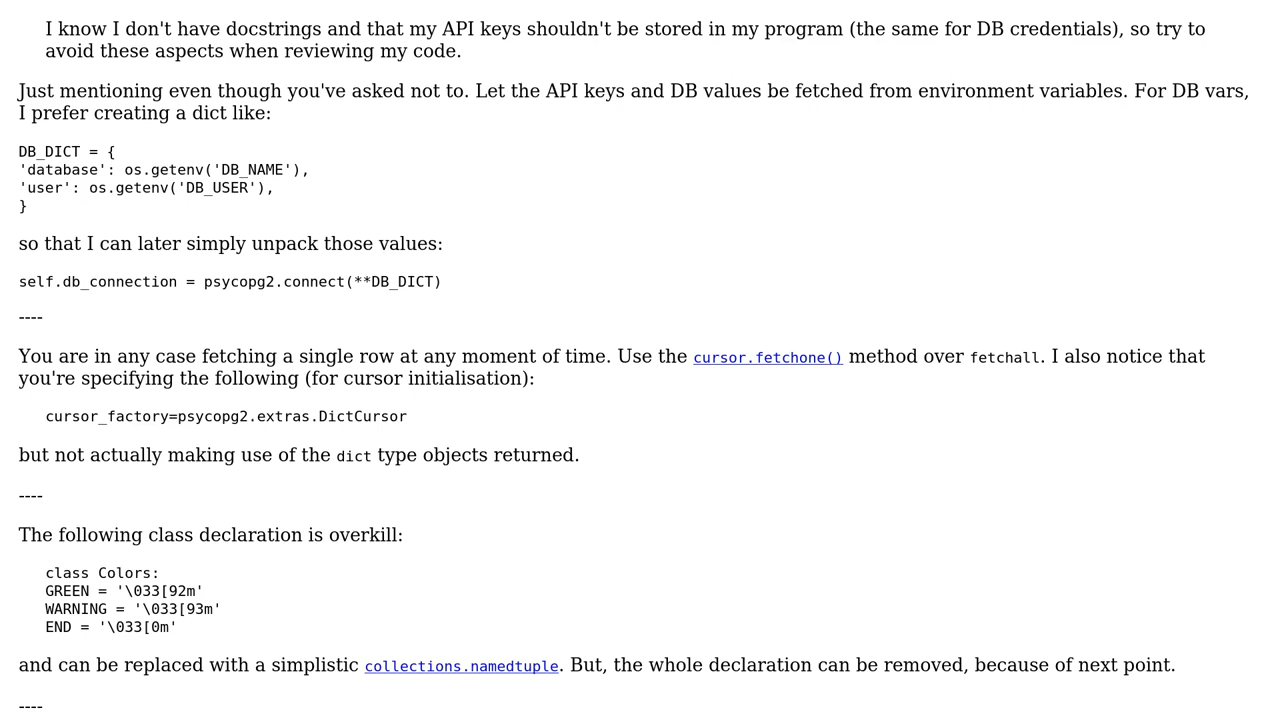 I know I don't have docstrings and that my API keys shouldn't be stored in my program (the same for DB credentials), so try to
avoid these aspects when reviewing my code.
Just mentioning even though you've asked not to. Let the API keys and DB values be fetched from environment variables. For DB vars,
I prefer creating a dict like:
DB_DICT = {
'database': os.getenv('DB_NAME'),
'user': os.getenv('DB_USER'),
}
so that I can later simply unpack those values:
self.db_connection = psycopg2.connect(**DB_DICT)
----
You are in any case fetching a single row at any moment of time. Use the cursor.fetchone() method over fetchall. I also notice that
you're specifying the following (for cursor initialisation):
cursor_factory=psycopg2.extras.DictCursor
but not actually making use of the dict type objects returned.
----
The following class declaration is overkill:
class Colors:
GREEN = '\033[92m'
WARNING = '\033[93m'
END = '\033[0m'
and can be replaced with a simplistic collections.namedtuple. But, the whole declaration can be removed, because of next point.
----